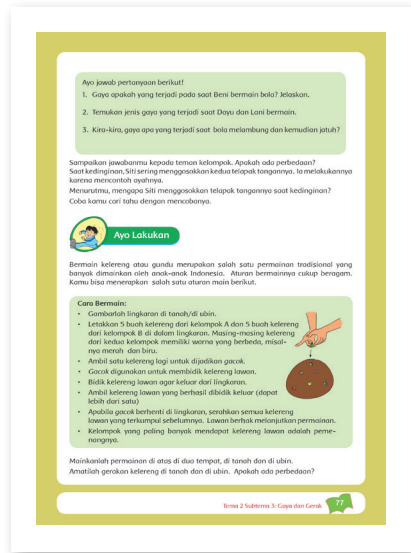 Ayo jawab pertanyaan berikut!
1. Gaya apakah yang terjadi pada saat Beni bermain bola? Jelaskan.
2. Temukan jenis gaya yang terjadi saat Dayu dan Lani bermain.
3. Kira-kira, gaya apa yang terjadi saat bola melambung dan kemudian jatuh?
Sampaikan jawabanmu kepada teman kelompok. Apakah ada perbedaan?
Saat kedinginan, Siti sering menggosokkan kedua telapak tangannya. Ia melakukannya
karena mencontoh ayahnya.
Menurutmu, mengapa Siti menggosokkan telapak tangannya saat kedinginan?
Coba kamu cari tahu dengan mencobanya.
Ayo Lakukan
Bermain kelereng atau gundu merupakan salah satu permainan tradisional yang
banyak dimainkan oleh anak-anak Indonesia. Aturan bermainnya cukup beragam.
Kamu bisa menerapkan salah satu aturan main berikut.
Cara Bermain:
• Gambarlah lingkaran di tanah/di ubin.
• Letakkan 5 buah kelereng dari kelompok A dan 5 buah kelereng
dari kelompok B di dalam lingkaran. Masing-masing kelereng
dari kedua kelompok memiliki warna yang berbeda, misal-
nya merah dan biru.
• Ambil satu kelereng lagi untuk dijadikan gacok.
• Gacok digunakan untuk membidik kelereng lawan.
• Bidik kelereng lawan agar keluar dari lingkaran.
• Ambil kelereng lawan yang berhasil dibidik keluar (dapat
lebih dari satu)
• Apabila gacok berhenti di lingkaran, serahkan semua kelereng
lawan yang terkumpul sebelumnya. Lawan berhak melanjutkan permainan.
• Kelompok yang paling banyak mendapat kelereng lawan adalah peme-
nangnya.
Mainkanlah permainan di atas di dua tempat, di tanah dan di ubin.
Amatilah gerakan kelereng di tanah dan di ubin. Apakah ada perbedaan?
Tema 2 Subtema 3: Gaya dan Gerak 77